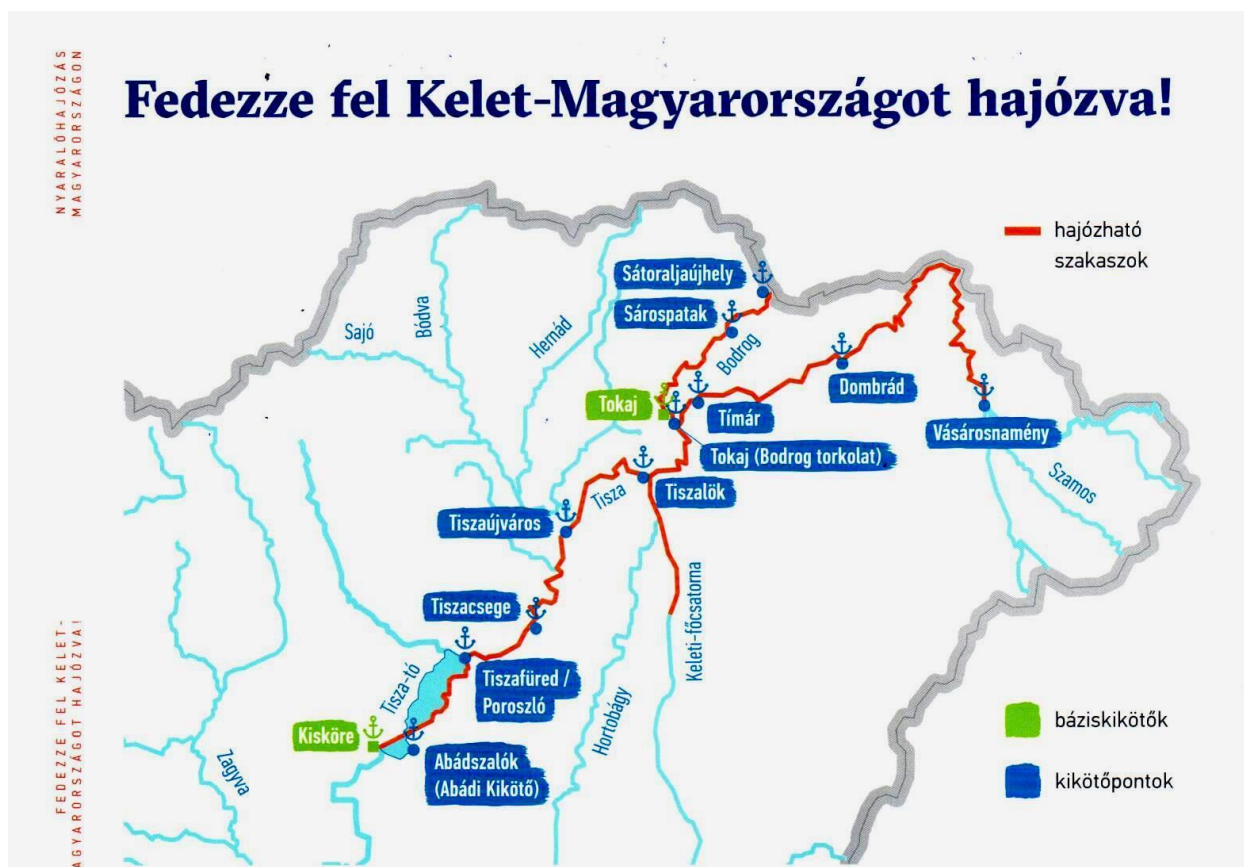 NYARALÓHAJÓZÁS
MAGYARORSZÁGON
Fedezze fel Kelet-Magyarországot hajózva!
hajózható
szakaszok
Sátoraljaújhely
Sárospatak
Sajó
Bódva
Hernád
Bodrog
Tokaj
Tímár
Dombrád
Vásárosnamény
Tokaj (Bodrog torkolat)
Szamos
Tisza
Tiszalök
Tiszaújváros
Keleti-főcsatorna
Tiszacsege
Tisza-tó
Tiszafüred /
Poroszló
Hortobágy
Kisköre
Abádszalók
(Abádi Kikötő)
Zagyva
báziskikötők
kikötőpontok
FEDEZZE FEL KELET-
MAGYARORSZÁGOT HAJÓZVA!